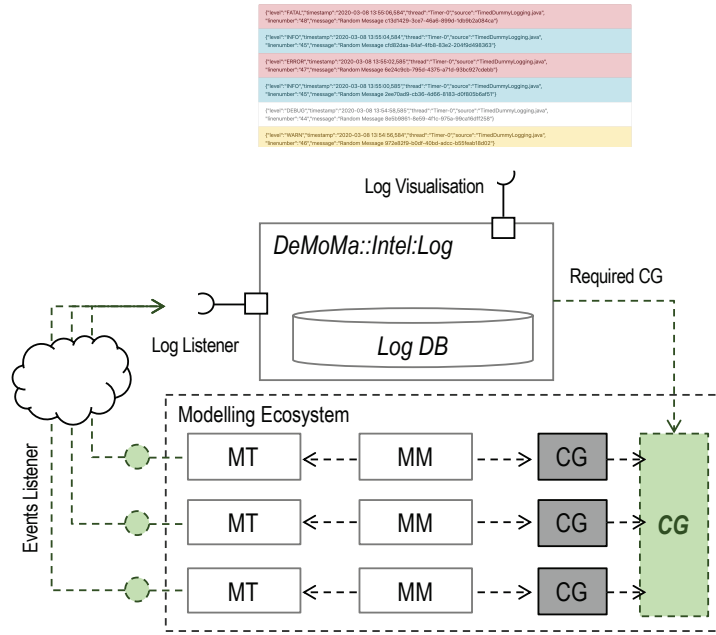 {"level":"FATAL","timestamp":"2020-03-08 13:55:06,584","thread":"Timer-0","source":"TimedDummyLogging.java",
"linenumber":"48","message":"Random Message c13d1429-3ce7-46a6-899d-1db9b2a084ca"}
{"level":"INFO","timestamp":"2020-03-08 13:55:04,584","thread":"Timer-0","source":"TimedDummyLogging.java",
"linenumber":"45","message":"Random Message cfd82dae-84af-4fb8-83e2-204f9d498363"}
{"level":"ERROR","timestamp":"2020-03-08 13:55:02,585","thread":"Timer-0","source":"TimedDummyLogging.java",
"linenumber":"47","message":"Random Message 6e24c9cb-795d-4375-a71d-93bc927cdebb"}
{"level":"INFO","timestamp":"2020-03-08 13:55:00,585","thread":"Timer-0","source":"TimedDummyLogging.java",
"linenumber":"45","message":"Random Message 2ee70ad9-cb36-4d66-8183-d0f605b6af51"}
{"level":"DEBUG","timestamp":"2020-03-08 13:54:58,585","thread":"Timer-0","source":"TimedDummyLogging.java",
"linenumber":"44","message":"Random Message 8e5b9861-8e59-4f1c-975a-99ca16dff258"}
{"level":"WARN","timestamp":"2020-03-08 13:54:56,584","thread":"Timer-0","source":"TimedDummyLogging.java",
"linenumber":"46","message":"Random Message 972e82f9-b0df-40bd-adcc-b55feab18d02"}
Log Visualisation
DeMoMa::Intel:Log
Required CG
Log Listener
Log DB
Events Listener
Modelling Ecosystem
MT
MM
CG
MT
MM
CG
CG
MT
MM
CG